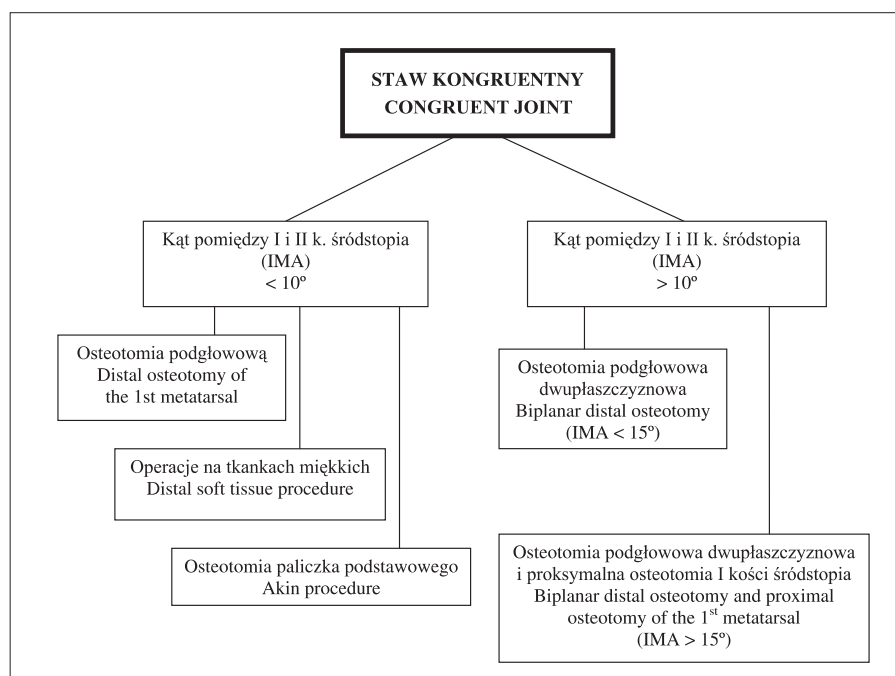 STAW KONGRUENTNY
CONGRUENT JOINT
Kąt pomiędzy I i II k. śródstopia
(IMA)
< 10º
Kąt pomiędzy I i II k. śródstopia
(IMA)
> 10º
Osteotomia podgłowową
Distal osteotomy of
the 1st metatarsal
Operacje na tkankach miękkich
Distal soft tissue procedure
Osteotomia paliczka podstawowego
Akin procedure
Osteotomia podgłowowa
dwupłaszczyznowa
Biplanar distal osteotomy
(IMA < 15º)
Osteotomia podgłowowa dwupłaszczyznowa
i proksymalna osteotomia I kości śródstopia
Biplanar distal osteotomy and proximal
osteotomy of the 1st metatarsal
(IMA > 15º)